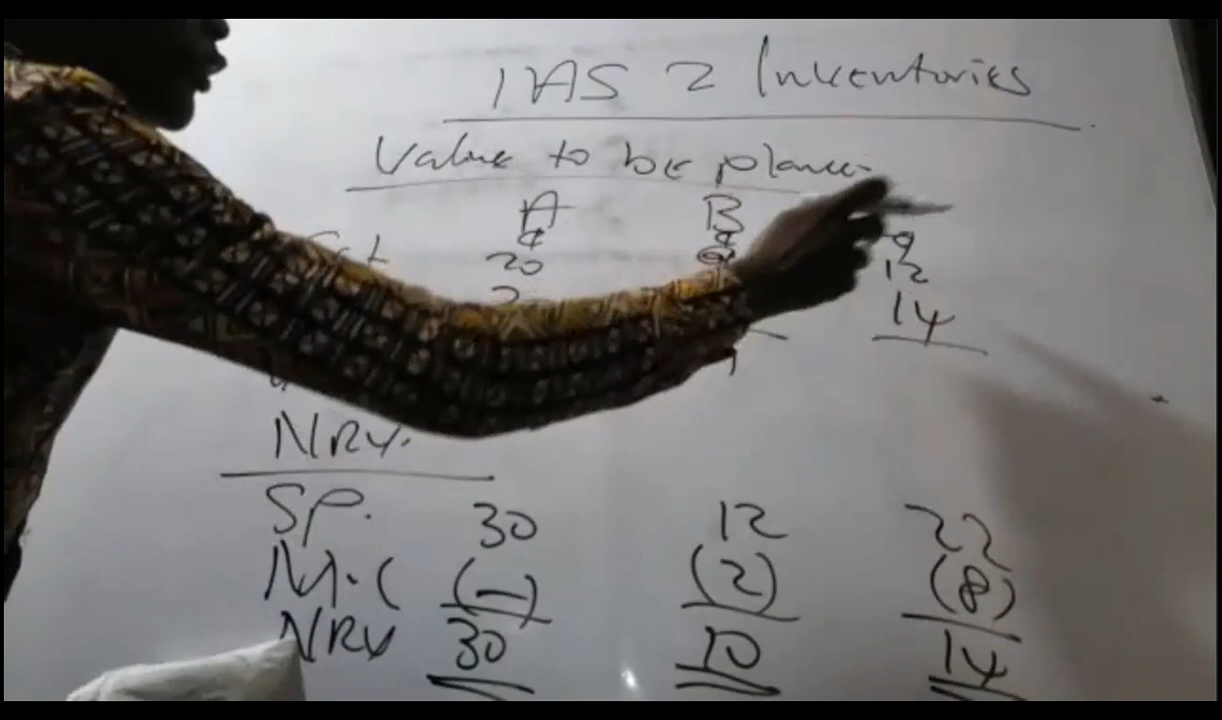 IAS 2 Inventories
Value to be
A B
20
12
14
NRV.
SP. 30 12 22
M.C (-) (2) (8)
NRV 30 10 14